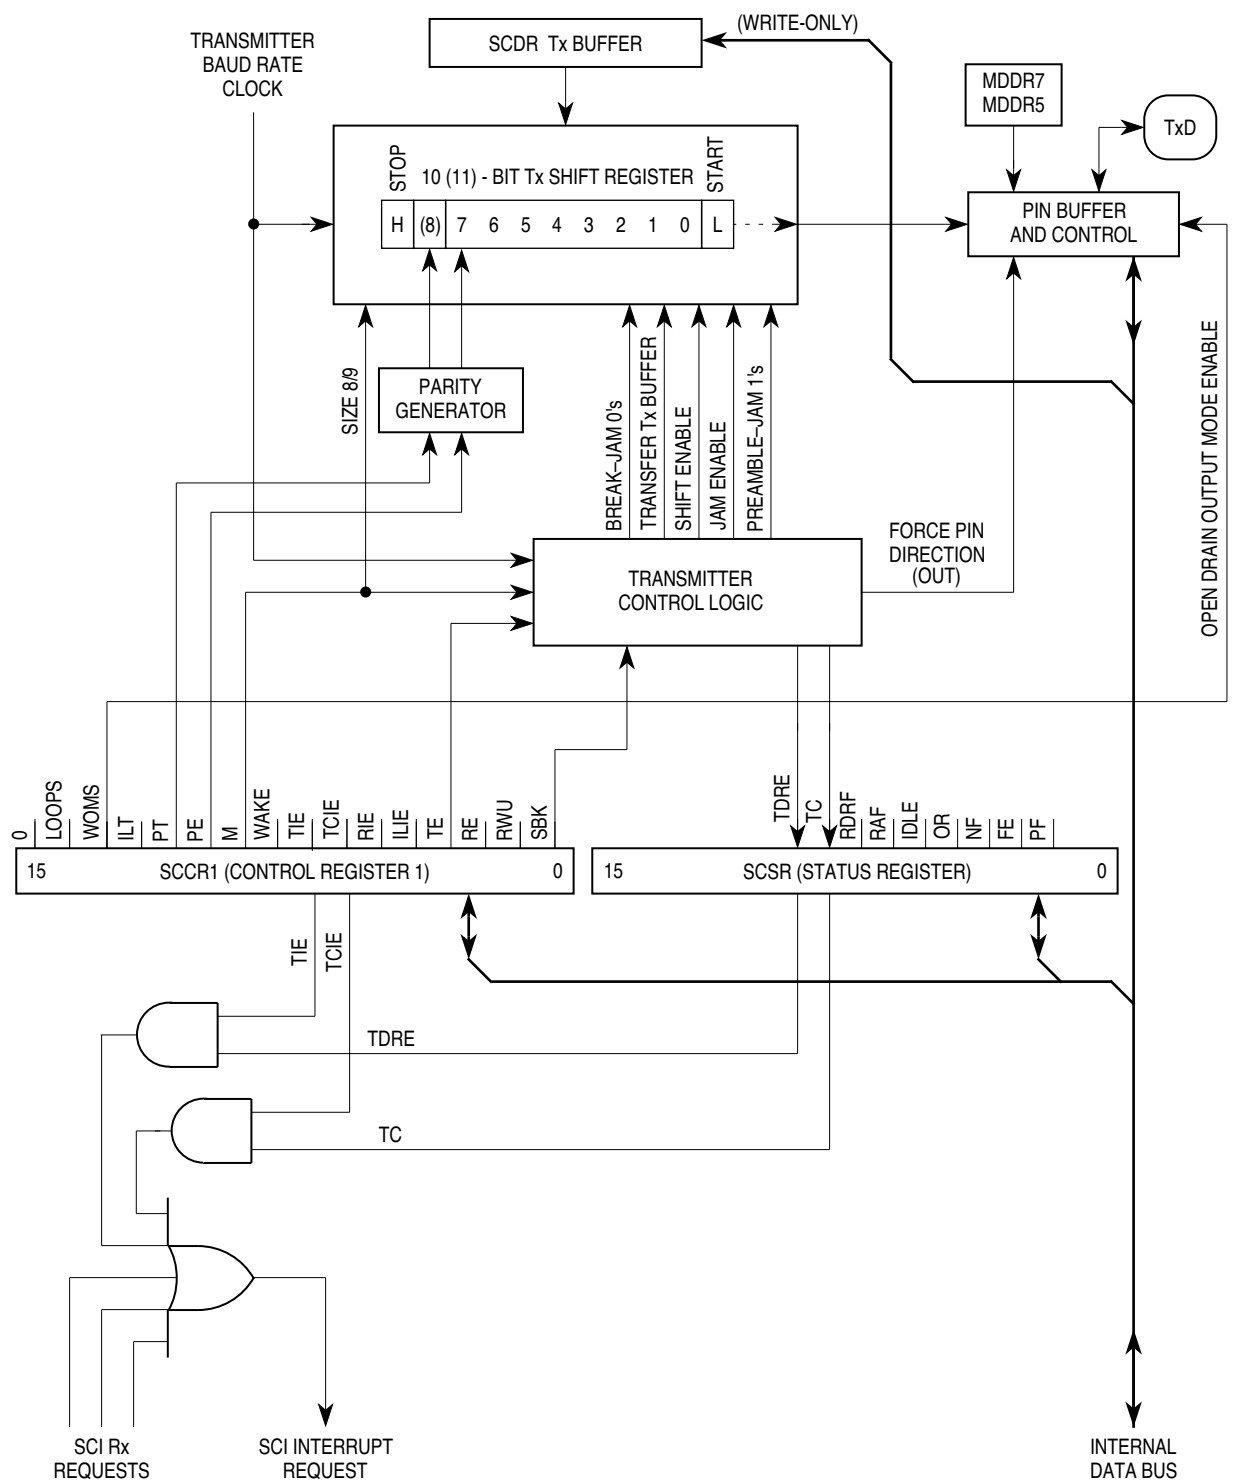 (WRITE-ONLY)
TRANSMITTER
BAUD RATE
CLOCK
SCDR Tx BUFFER
MDDR7
MDDR5
TxD
STOP
10 (11) - BIT Tx SHIFT REGISTER
START
H (8) 7 6 5 4 3 2 1 0 L
PIN BUFFER
AND CONTROL
SIZE 8/9
PARITY
GENERATOR
BREAK–JAM 0's
TRANSFER Tx BUFFER
SHIFT ENABLE
JAM ENABLE
PREAMBLE–JAM 1's
OPEN DRAIN OUTPUT MODE ENABLE
FORCE PIN
DIRECTION
(OUT)
TRANSMITTER
CONTROL LOGIC
0
LOOPS
WOMS
ILT
PT
PE
M
WAKE
TIE
TCIE
RIE
ILIE
TE
RE
RWU
SBK
TDRE
TC
RDRF
RAF
IDLE
OR
NF
FE
PF
15 SCCR1 (CONTROL REGISTER 1) 0
15 SCSR (STATUS REGISTER) 0
TIE
TCIE
TDRE
TC
SCI Rx
REQUESTS
SCI INTERRUPT
REQUEST
INTERNAL
DATA BUS